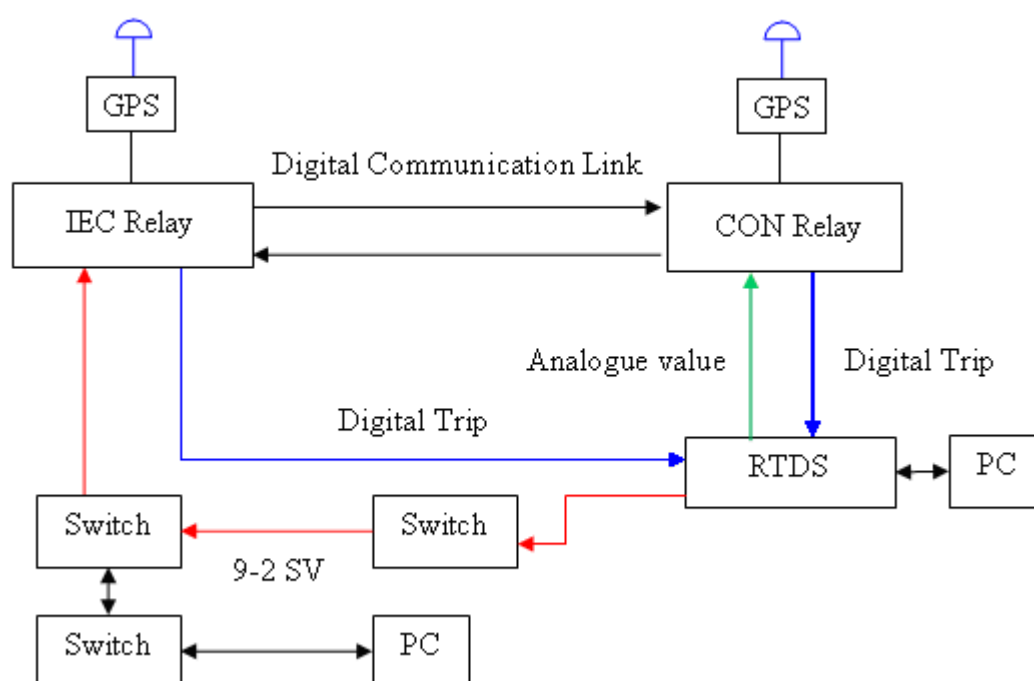 GPS
GPS
Digital Communication Link
IEC Relay
CON Relay
Analogue value
Digital Trip
Digital Trip
RTDS
PC
Switch
Switch
9-2 SV
Switch
PC